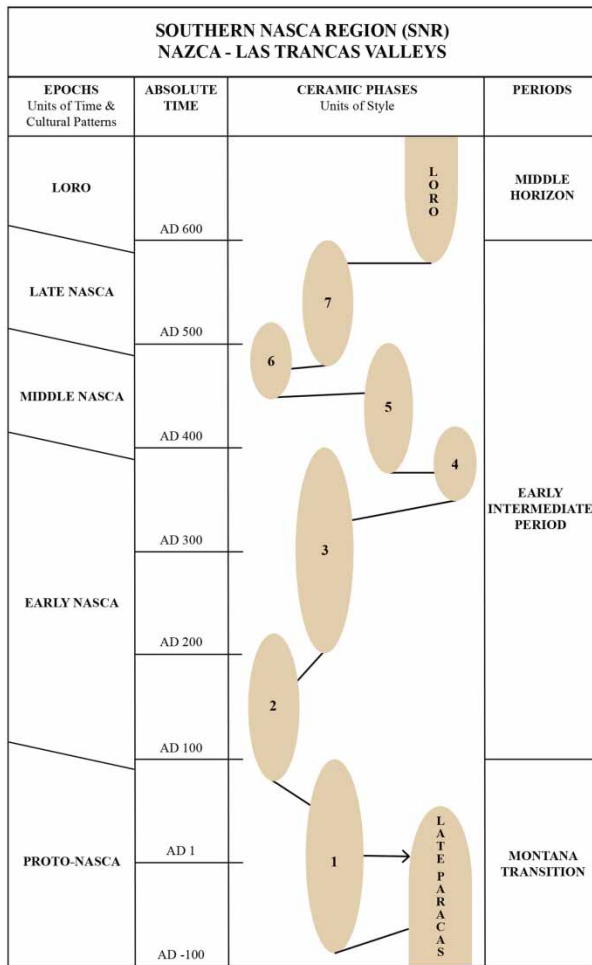 SOUTHERN NASCA REGION (SNR)
NAZCA - LAS TRANCAS VALLEYS
EPOCHS
Units of Time &
Cultural Patterns
ABSOLUTE
TIME
CERAMIC PHASES
Units of Style
PERIODS
LORO
LORO
MIDDLE
HORIZON
AD 600
LATE NASCA
7
AD 500
6
MIDDLE NASCA
5
AD 400
4
EARLY
INTERMEDIATE
PERIOD
3
AD 300
EARLY NASCA
AD 200
2
AD 100
LATE PARACAS
1
AD 1
PROTO-NASCA
MONTANA
TRANSITION
AD -100